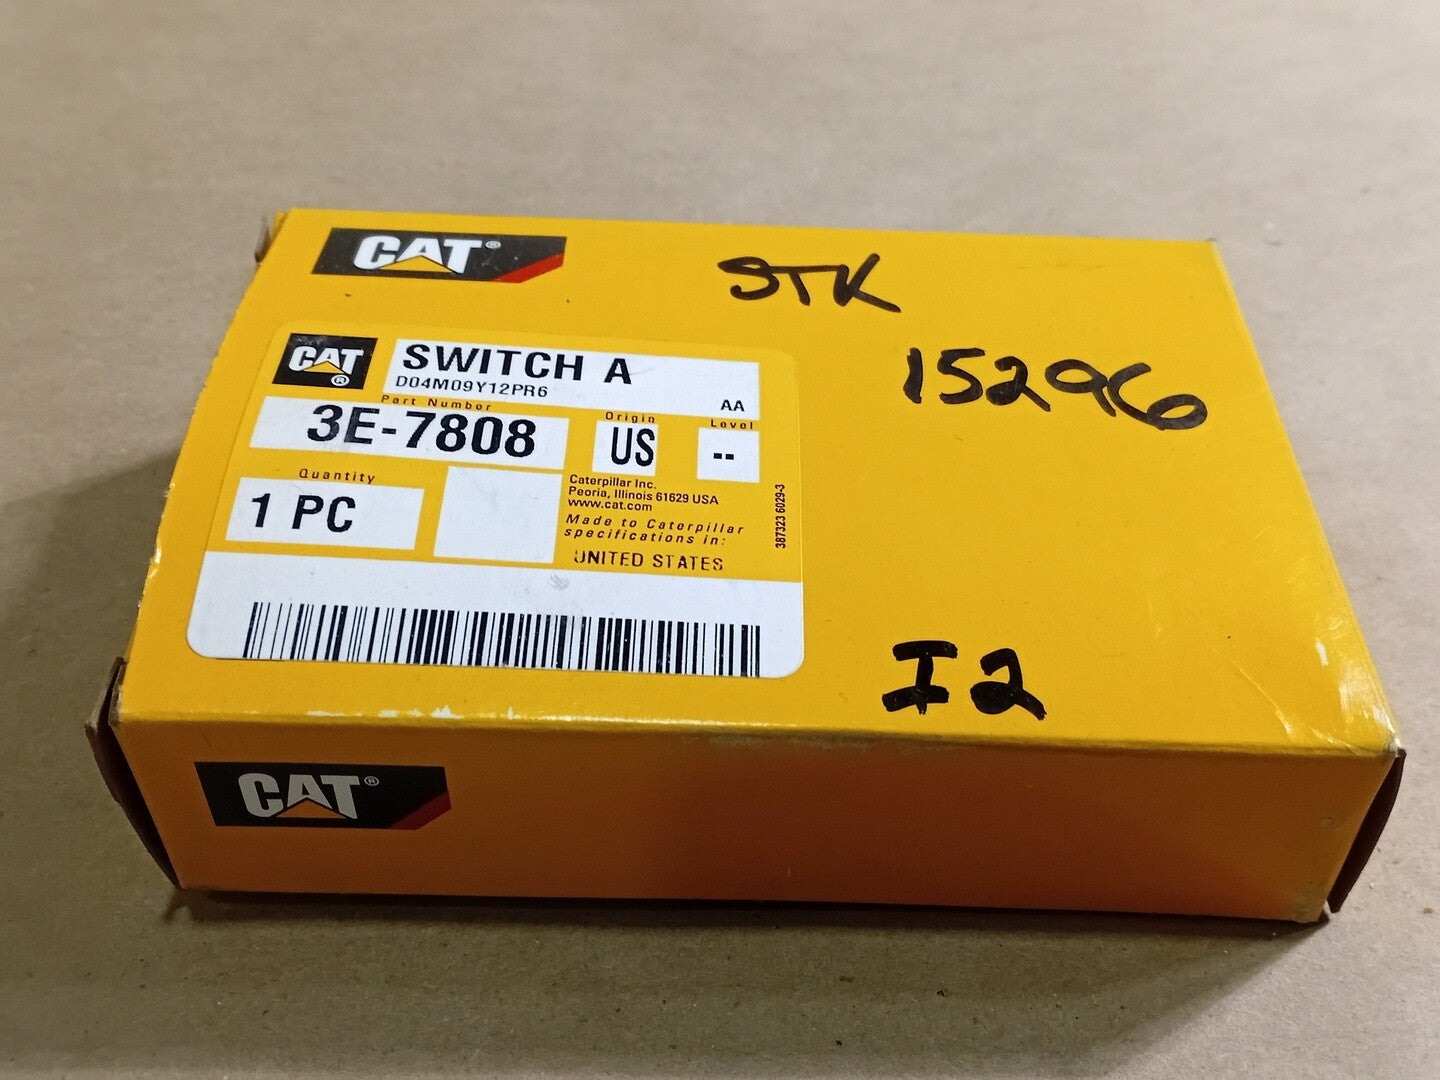 CAT®
STK
15296
CAT®
SWITCH A
D04M09Y12PR6
AA
Part Number
3E-7808
Origin
US
Level
--
Quantity
1 PC
Caterpillar Inc.
Peoria, Illinois 61629 USA
www.cat.com
Made to Caterpillar
specifications in:
UNITED STATES
387323 6029-3
I2
CAT®